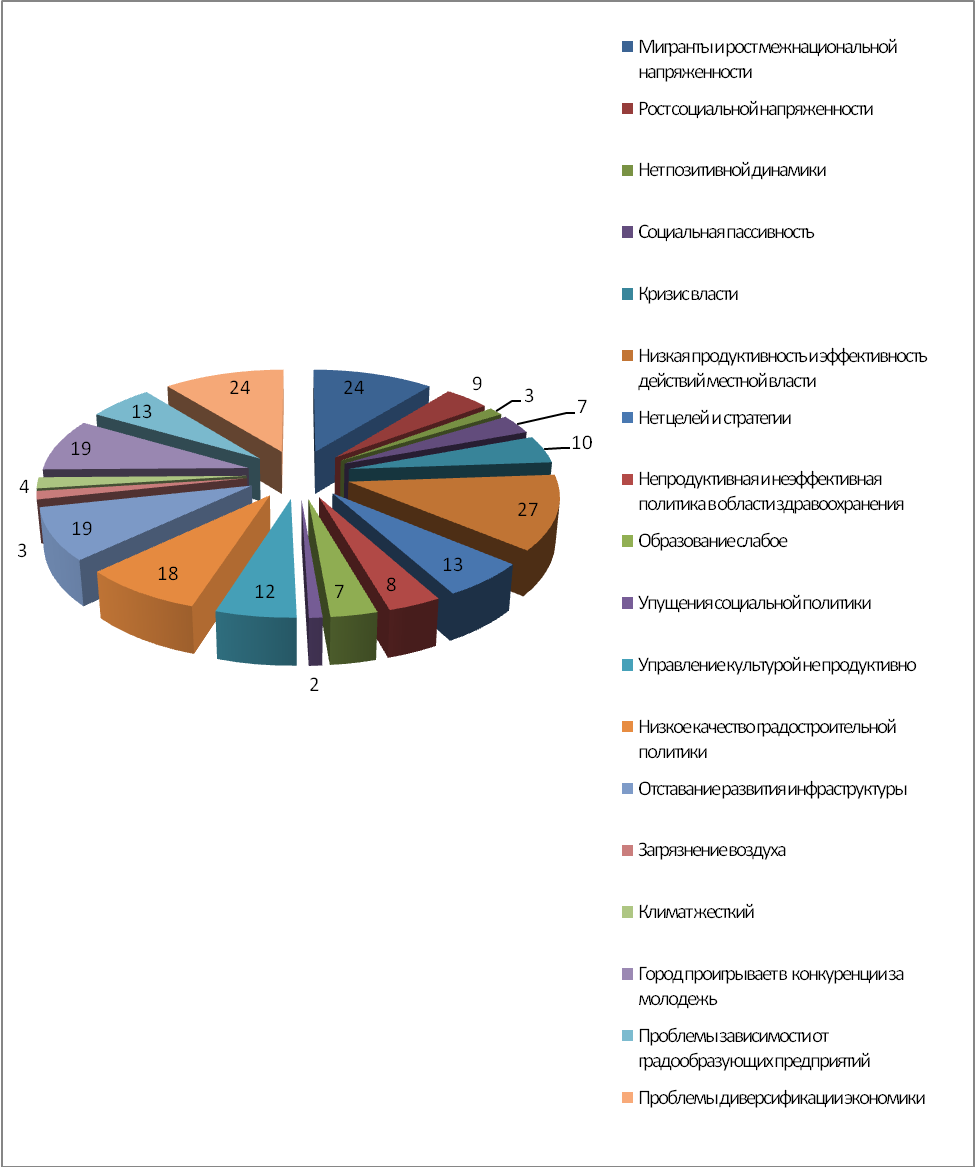 Мигранты и рост межнациональной
напряженности
Рост социальной напряженности
Нет позитивной динамики
Социальная пассивность
Кризис власти
Низкая продуктивность и эффективность
действий местной власти
Нет целей и стратегии
Непродуктивная и неэффективная
политика в области здравоохранения
Образование слабое
Упущения социальной политики
Управление культурой не продуктивно
Низкое качество градостроительной
политики
Отставание развития инфраструктуры
Загрязнение воздуха
Климат жесткий
Город проигрывает в конкуренции за
молодежь
Проблемы зависимости от
градообразующих предприятий
Проблемы диверсификации экономики
24
9
3
7
10
27
13
8
7
2
12
18
19
3
4
19
13
24